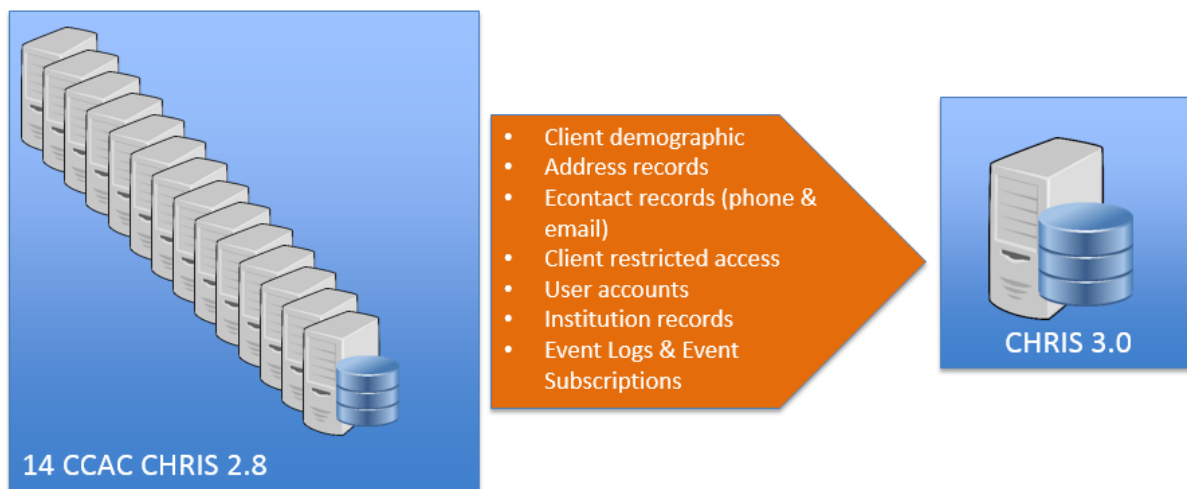 • Client demographic
• Address records
• Econtact records (phone &
email)
• Client restricted access
• User accounts
• Institution records
• Event Logs & Event
Subscriptions
CHRIS 3.0
14 CCAC CHRIS 2.8